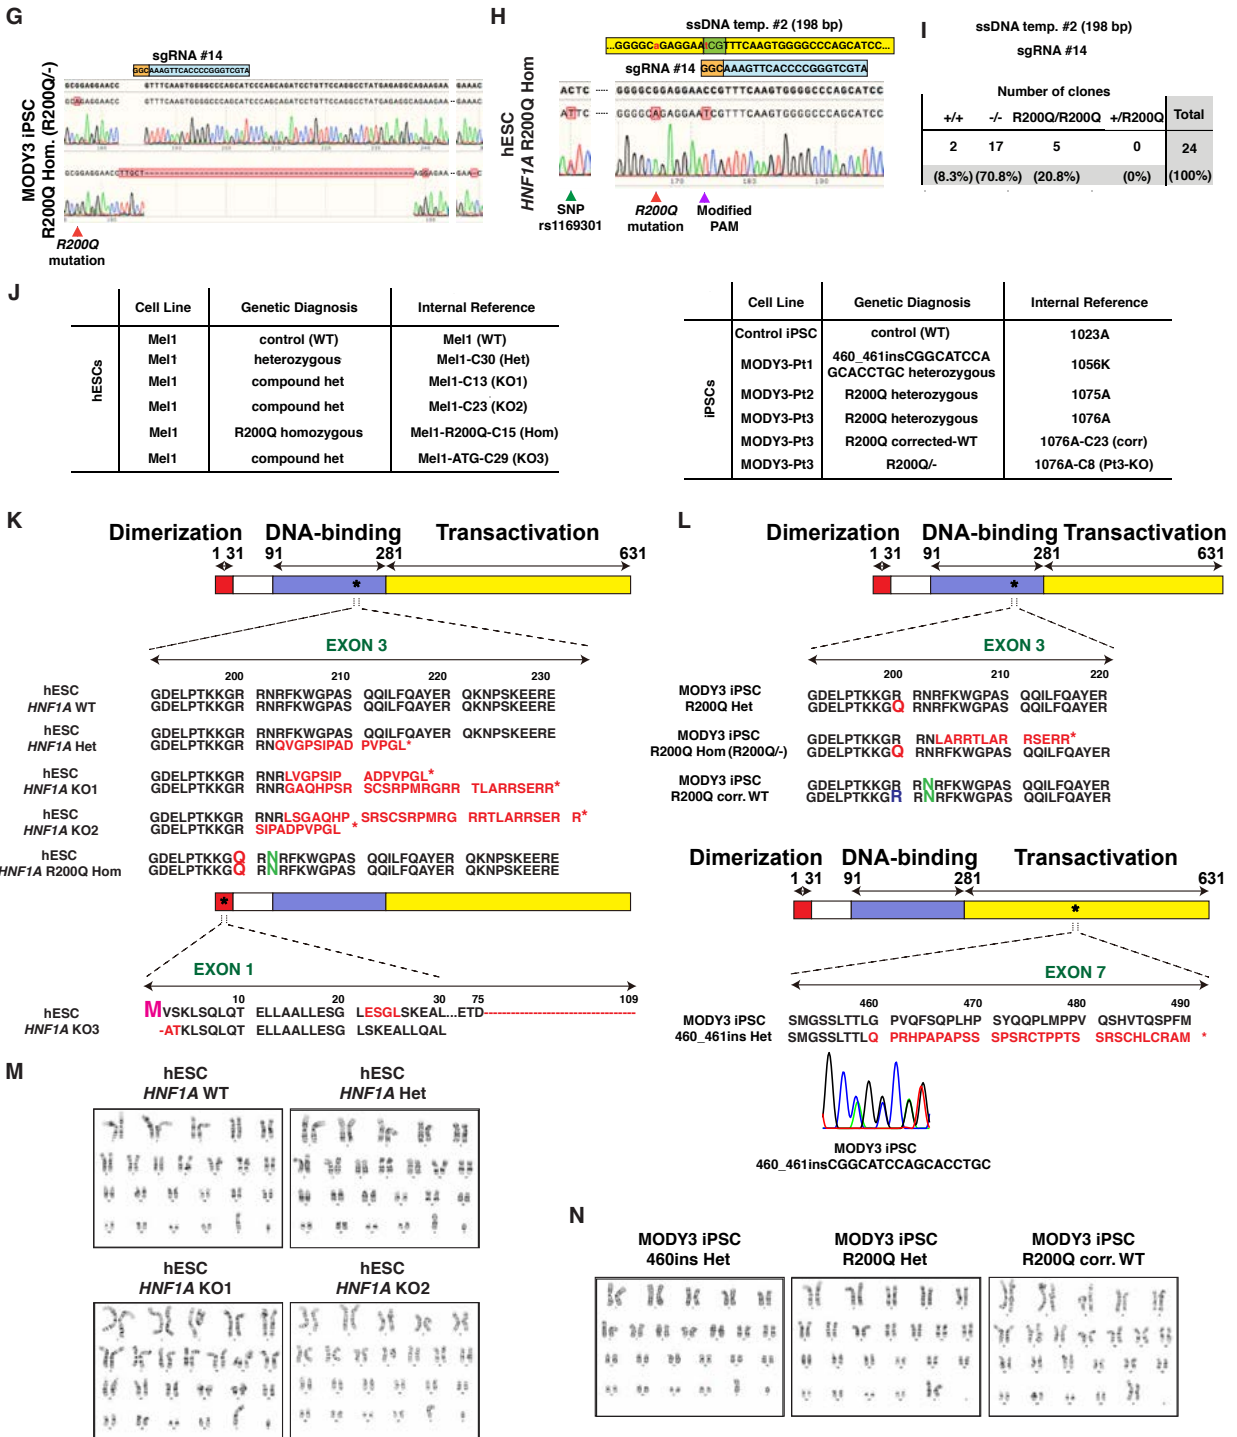 G
sgRNA #14
GGCAAAGTTCACCCCGGGTCGTA
MODY3 iPSC
R200Q Hom. (R200Q/-)
GCGGAGGAACC GTTTCAAGTGGGGCCCAGCATCCCAGCAGATCCTGTTCCAGGCCTATGAGAGGCAGAAGAA GAAAC
R200Q
mutation
H
ssDNA temp. #2 (198 bp)
...GGGGCaGAGGAAtCGTTTCAAGTGGGGCCCAGCATCC...
sgRNA #14 GGCAAAGTTCACCCCGGGTCGTA
hESC
HNF1A R200Q Hom
ACTC ..... GGGGCGGAGGAACCGTTTCAAGTGGGGCCCAGCATCC
ATTC ..... GGGGCAGAGGAATCGTTTCAAGTGGGGCCCAGCATCC
170 180 190
SNP
rs1169301
R200Q
mutation
Modified
PAM
I
ssDNA temp. #2 (198 bp)
sgRNA #14
Number of clones
+/+ -/- R200Q/R200Q +/R200Q Total
2 17 5 0 24
(8.3%) (70.8%) (20.8%) (0%) (100%)
J
hESCs
Cell Line Genetic Diagnosis Internal Reference
Mel1 control (WT) Mel1 (WT)
Mel1 heterozygous Mel1-C30 (Het)
Mel1 compound het Mel1-C13 (KO1)
Mel1 compound het Mel1-C23 (KO2)
Mel1 R200Q homozygous Mel1-R200Q-C15 (Hom)
Mel1 compound het Mel1-ATG-C29 (KO3)
iPSCs
Cell Line Genetic Diagnosis Internal Reference
Control iPSC control (WT) 1023A
MODY3-Pt1 460_461insCGGCATCCA
GCACCTGC heterozygous 1056K
MODY3-Pt2 R200Q heterozygous 1075A
MODY3-Pt3 R200Q heterozygous 1076A
MODY3-Pt3 R200Q corrected-WT 1076A-C23 (corr)
MODY3-Pt3 R200Q/- 1076A-C8 (Pt3-KO)
K
Dimerization DNA-binding Transactivation
1 31 91 281 631
*
EXON 3
200 210 220 230
hESC
HNF1A WT
GDELPTKKGR RNRFKWGPAS QQILFQAYER QKNPSKEERE
GDELPTKKGR RNRFKWGPAS QQILFQAYER QKNPSKEERE
hESC
HNF1A Het
GDELPTKKGR RNRFKWGPAS QQILFQAYER QKNPSKEERE
GDELPTKKGR RNQVGPSIPAD PVPGL*
hESC
HNF1A KO1
GDELPTKKGR RNRLVGPSIP ADPVPGL*
GDELPTKKGR RNRGAQHPSR SCSRPMRGRR TLARRSERR*
hESC
HNF1A KO2
GDELPTKKGR RNRLSGAQHP SRSCSRPMRG RRTLARRSER R*
GDELPTKKGR SIPADPVPGL *
hESC
HNF1A R200Q Hom
GDELPTKKGQ RNRFKWGPAS QQILFQAYER QKNPSKEERE
GDELPTKKGQ RNRFKWGPAS QQILFQAYER QKNPSKEERE
*
EXON 1
10 20 30 75 109
hESC
HNF1A KO3
MVSKLSQLQT ELLAALLESG LESGLSKEAL...ETD--------------------
-ATKLSQLQT ELLAALLESG LSKEALLQAL
L
Dimerization DNA-binding Transactivation
1 31 91 281 631
*
EXON 3
200 210 220
MODY3 iPSC
R200Q Het
GDELPTKKGR RNRFKWGPAS QQILFQAYER
GDELPTKKGQ RNRFKWGPAS QQILFQAYER
MODY3 iPSC
R200Q Hom (R200Q/-)
GDELPTKKGR RNLARRTLAR RSERR*
GDELPTKKGQ RNRFKWGPAS QQILFQAYER
MODY3 iPSC
R200Q corr. WT
GDELPTKKGR RNRFKWGPAS QQILFQAYER
GDELPTKKGR RNRFKWGPAS QQILFQAYER
Dimerization DNA-binding Transactivation
1 31 91 281 631
*
EXON 7
460 470 480 490
MODY3 iPSC
460_461ins Het
SMGSSLTTLG PVQFSQPLHP SYQQPLMPPV QSHVTQSPFM
SMGSSLTTLQ PRHPAPAPSS SPSRCTPPTS SRSCHLCRAM *
MODY3 iPSC
460_461insCGGCATCCAGCACCTGC
M
hESC
HNF1A WT
hESC
HNF1A Het
hESC
HNF1A KO1
hESC
HNF1A KO2
N
MODY3 iPSC
460ins Het
MODY3 iPSC
R200Q Het
MODY3 iPSC
R200Q corr. WT